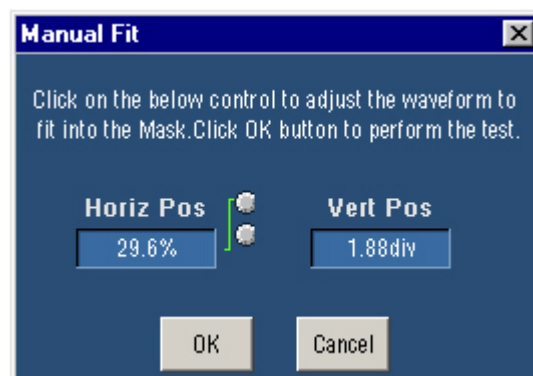 Manual Fit
Click on the below control to adjust the waveform to
fit into the Mask.Click OK button to perform the test.
Horiz Pos
Vert Pos
29.6%
1.88div
OK
Cancel